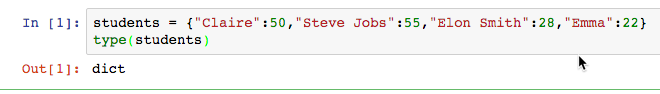 In [1]: students = {"Claire":50,"Steve Jobs":55,"Elon Smith":28,"Emma":22}
type(students)
Out[1]: dict